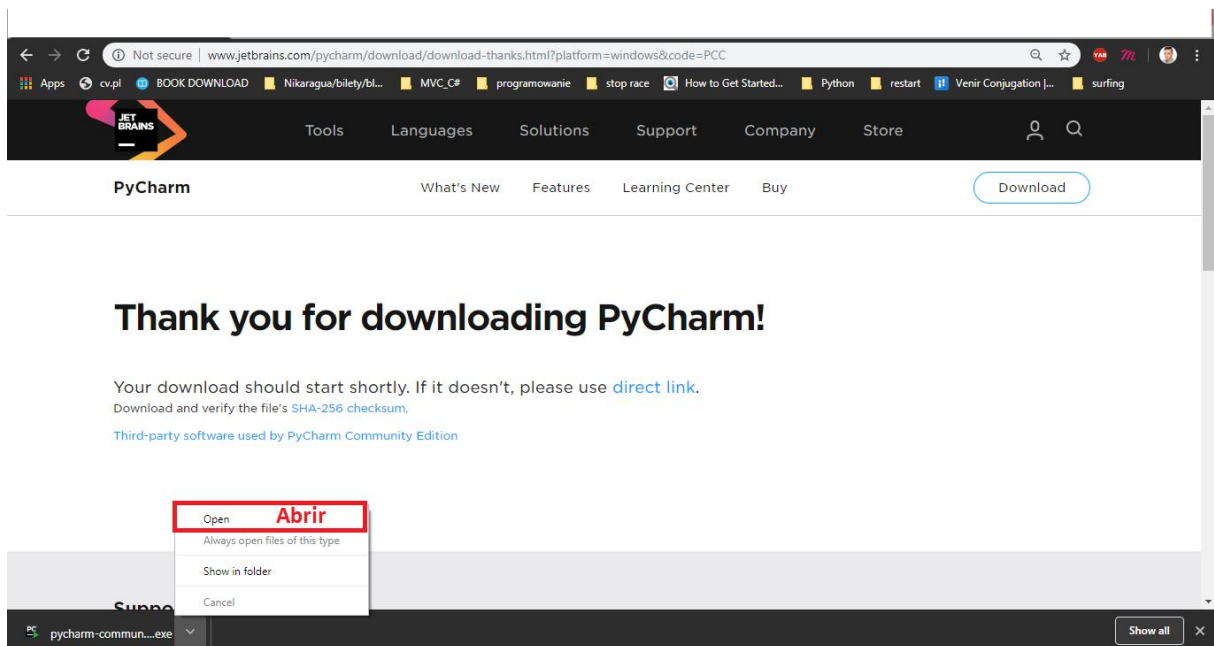 Not secure | www.jetbrains.com/pycharm/download/download-thanks.html?platform=windows&code=PCC
Apps cv.pl BOOK DOWNLOAD Nikaragua/bilety/bl... MVC_C# programowanie stop race How to Get Started... Python restart Venir Conjugation |... surfing
JET
BRAINS
Tools Languages Solutions Support Company Store
PyCharm What's New Features Learning Center Buy Download
Thank you for downloading PyCharm!
Your download should start shortly. If it doesn't, please use direct link.
Download and verify the file's SHA-256 checksum.
Third-party software used by PyCharm Community Edition
Open Abrir
Always open files of this type
Show in folder
Cancel
Suppo
PC pycharm-commun....exe Show all